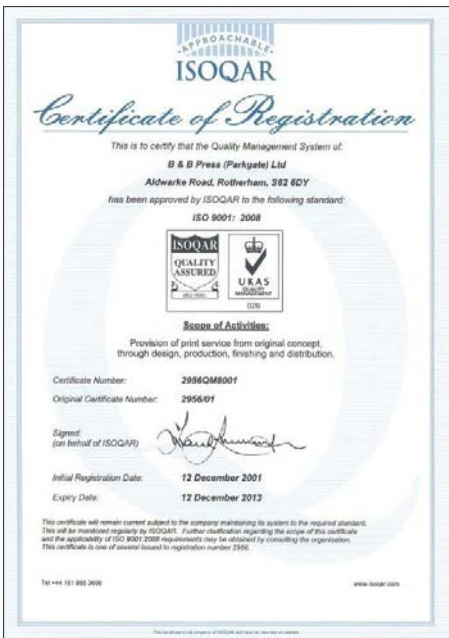 ·APPROACHABLE·
ISOQAR
Certificate of Registration
This is to certify that the Quality Management System of:
B & B Press (Parkgate) Ltd
Aldwarke Road, Rotherham, S62 6DY
has been approved by ISOQAR to the following standard:
ISO 9001: 2008
ISOQAR
QUALITY
ASSURED
ISO 9001
UKAS
QUALITY
MANAGEMENT
026
Scope of Activities:
Provision of print service from original concept,
through design, production, finishing and distribution.
Certificate Number: 2956QM8001
Original Certificate Number: 2956/01
Signed:
(on behalf of ISOQAR)
Initial Registration Date: 12 December 2001
Expiry Date: 12 December 2013
This certificate will remain current subject to the company maintaining its system to the required standard.
This will be monitored regularly by ISOQAR. Further clarification regarding the scope of this certificate
and the applicability of ISO 9001:2008 requirements may be obtained by consulting the organisation.
This certificate is one of several issued to registration number 2956.
Tel +44 161 865 3699
www.isoqar.com